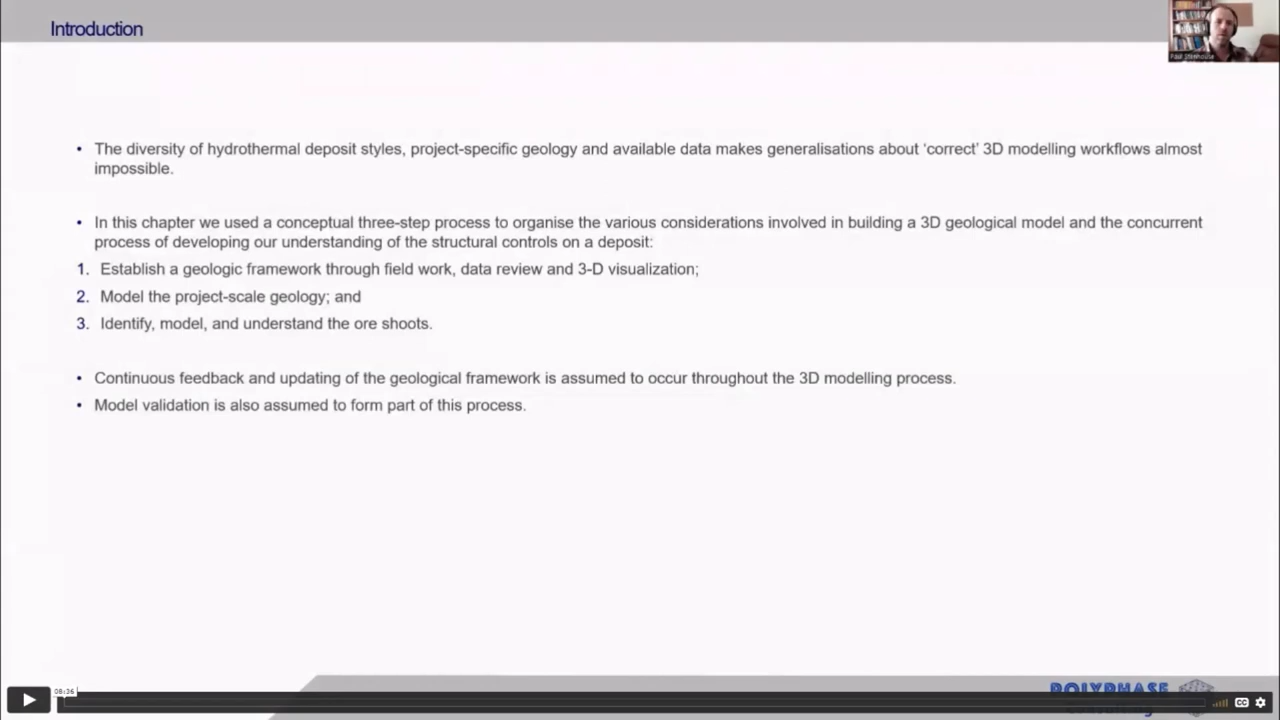 Introduction
Paul Stenhouse
• The diversity of hydrothermal deposit styles, project-specific geology and available data makes generalisations about ‘correct’ 3D modelling workflows almost
impossible.
• In this chapter we used a conceptual three-step process to organise the various considerations involved in building a 3D geological model and the concurrent
process of developing our understanding of the structural controls on a deposit:
1. Establish a geologic framework through field work, data review and 3-D visualization;
2. Model the project-scale geology; and
3. Identify, model, and understand the ore shoots.
• Continuous feedback and updating of the geological framework is assumed to occur throughout the 3D modelling process.
• Model validation is also assumed to form part of this process.
08:36
POLYPHASE
CC